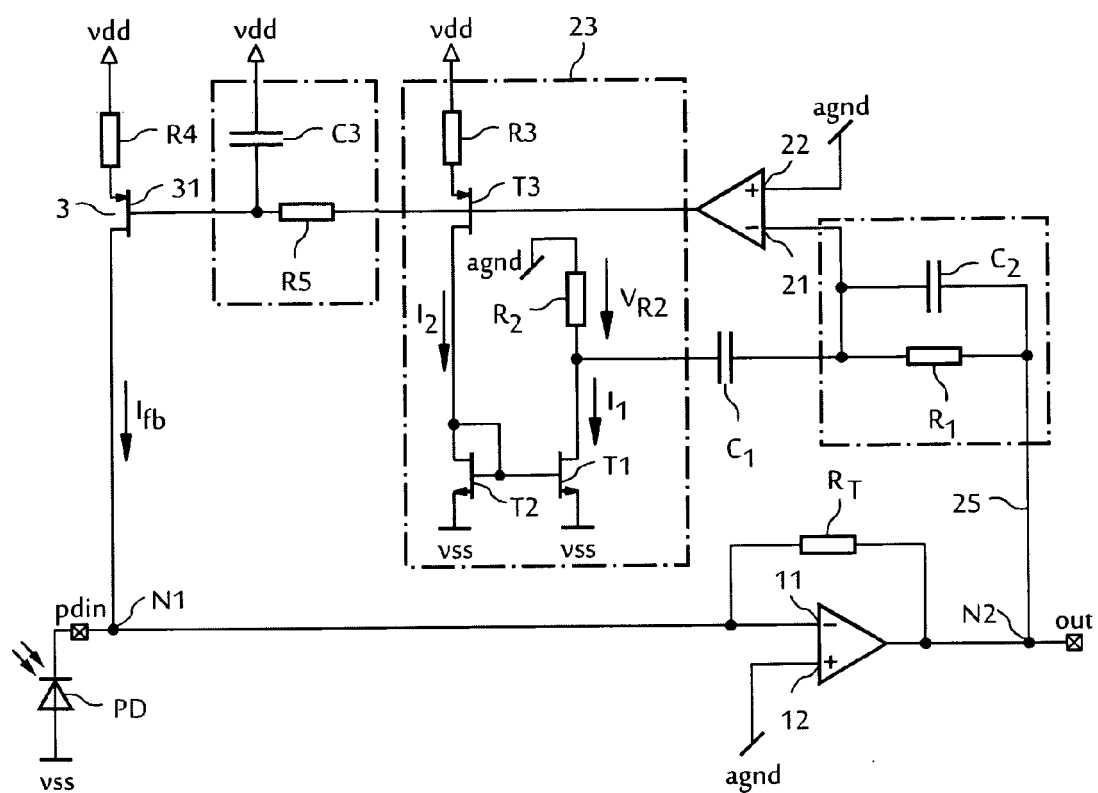 vdd
vdd
vdd
23
R4
C3
R3
agnd
22
31
T3
+
3
−
21
R5
agnd
C2
R2
VR2
I2
Ifb
I1
C1
R1
T1
T2
RT
25
vss
vss
pdin
N1
11
−
N2
out
+
PD
12
vss
agnd